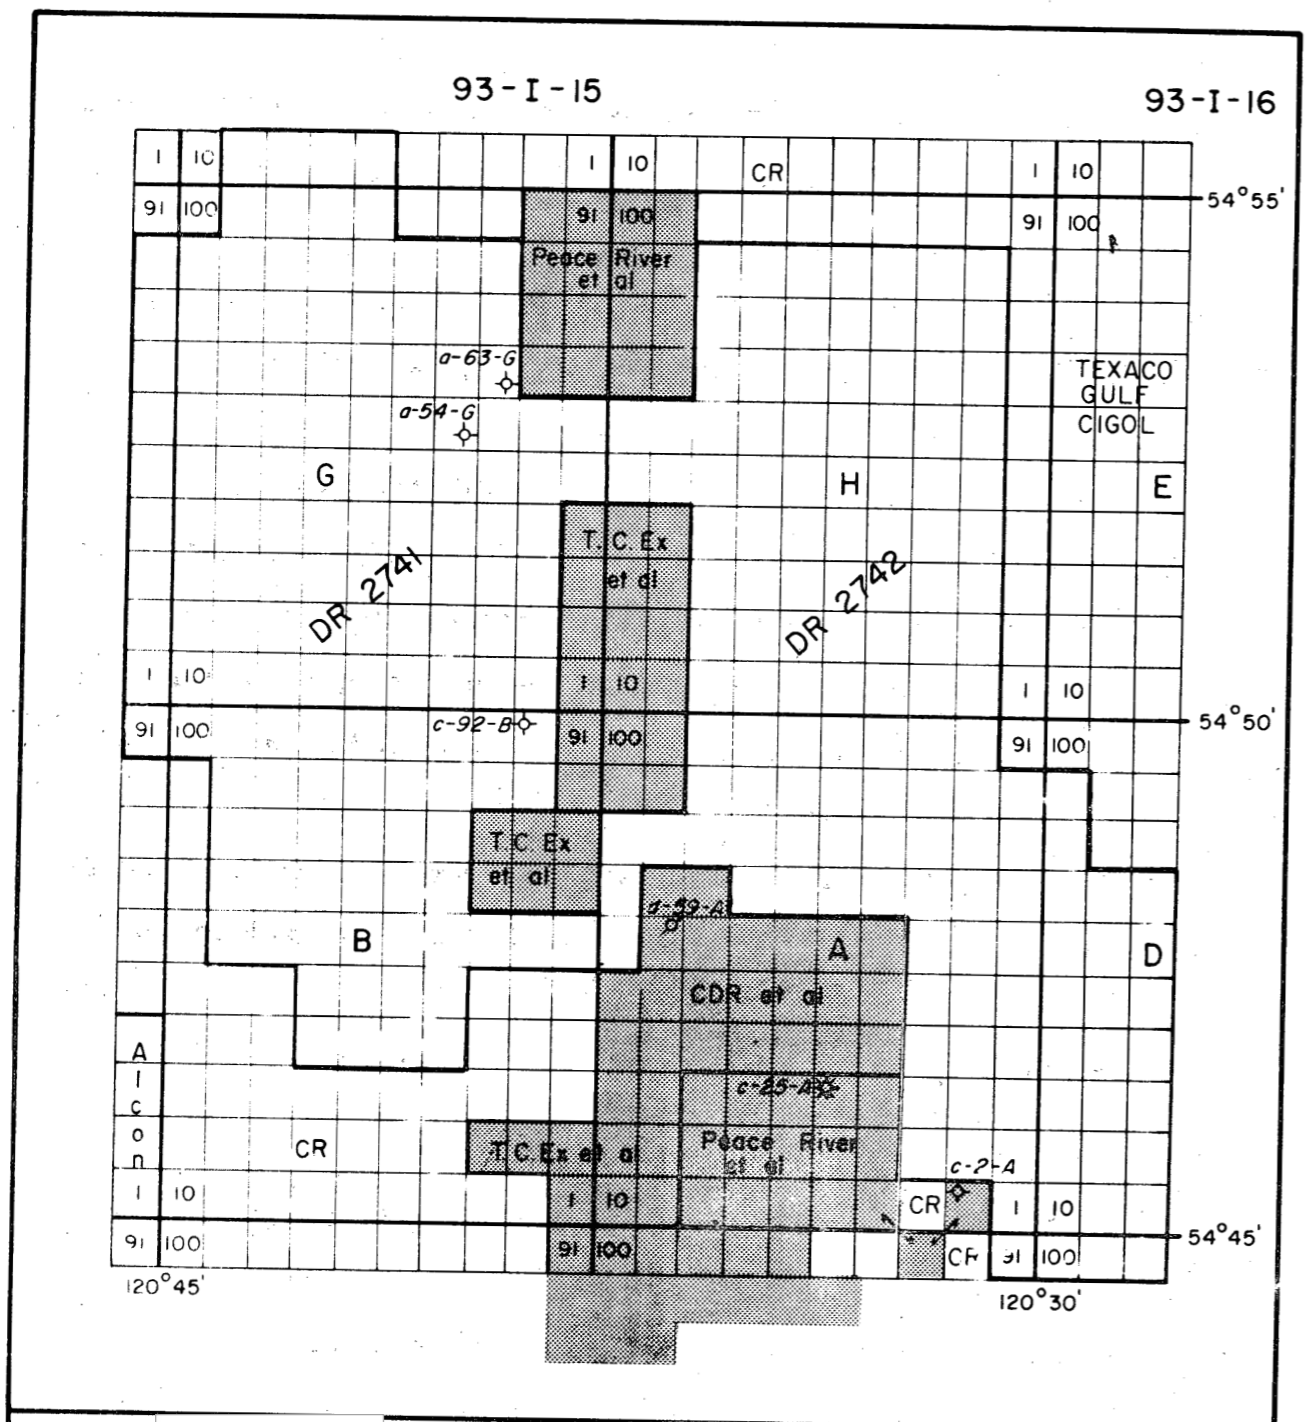 93-I-15
93-I-16
1 10 1 10 CR 1 10
54°55'
91 100 91 100 91 100
Peace River
et al
a-63-G
TEXACO
GULF
a-54-G
CIGOL
G H E
T. C. Ex
et al
DR 2741
DR 2742
1 10 1 10 1 10
c-92-B
54°50'
91 100 91 100 91 100
T. C. Ex
et al
B A D
CDR et al
A
l
c
o
n
c-25-A
CR
T. C. Ex et al
Peace River
et al
c-2-A
1 10 1 10 CR 1 10
54°45'
91 100 91 100 CR 91 100
120°45'
120°30'